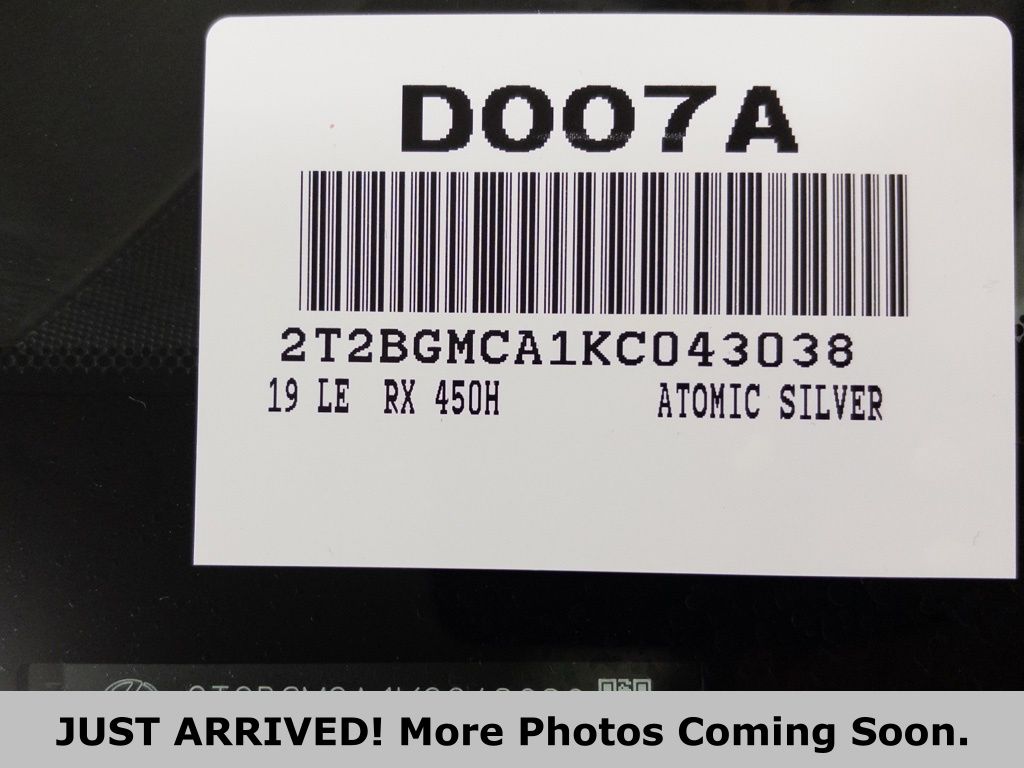 D007A
2T2BGMCA1KC043038
19 LE RX 450H ATOMIC SILVER
JUST ARRIVED! More Photos Coming Soon.